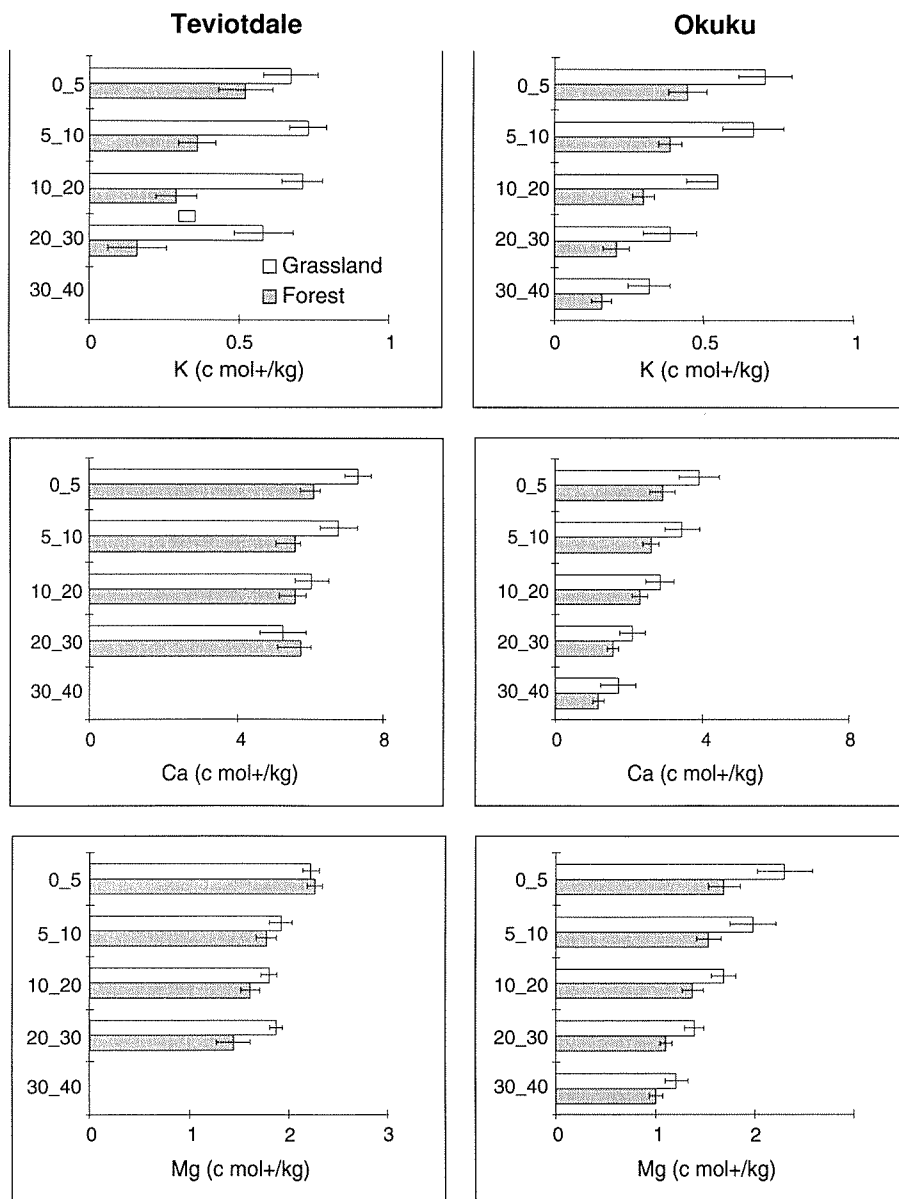 Teviotdale
0_5
5_10
10_20
20_30
30_40
Grassland
Forest
0 0.5 1
K (c mol+/kg)
Okuku
0_5
5_10
10_20
20_30
30_40
0 0.5 1
K (c mol+/kg)
0_5
5_10
10_20
20_30
30_40
0 4 8
Ca (c mol+/kg)
0_5
5_10
10_20
20_30
30_40
0 4 8
Ca (c mol+/kg)
0_5
5_10
10_20
20_30
30_40
0 1 2 3
Mg (c mol+/kg)
0_5
5_10
10_20
20_30
30_40
0 1 2
Mg (c mol+/kg)